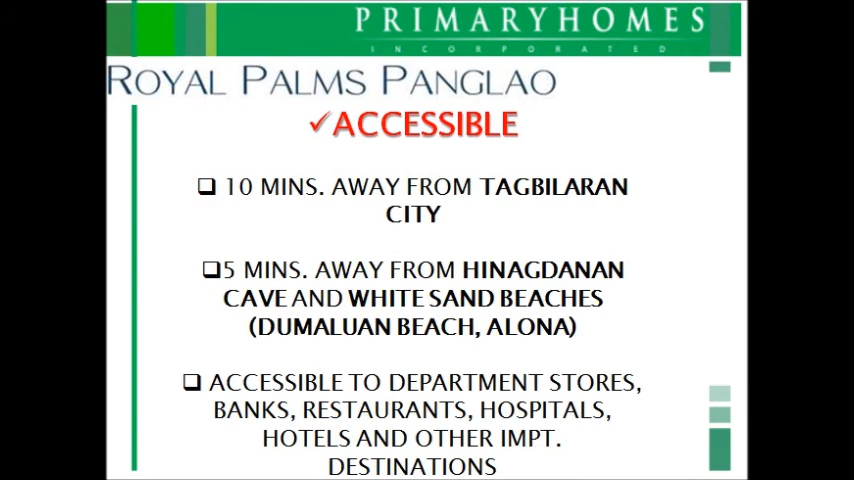 PRIMARYHOMES
INCORPORATED
ROYAL PALMS PANGLAO
✓ACCESSIBLE
❑ 10 MINS. AWAY FROM TAGBILARAN
CITY
❑5 MINS. AWAY FROM HINAGDANAN
CAVE AND WHITE SAND BEACHES
(DUMALUAN BEACH, ALONA)
❑ ACCESSIBLE TO DEPARTMENT STORES,
BANKS, RESTAURANTS, HOSPITALS,
HOTELS AND OTHER IMPT.
DESTINATIONS